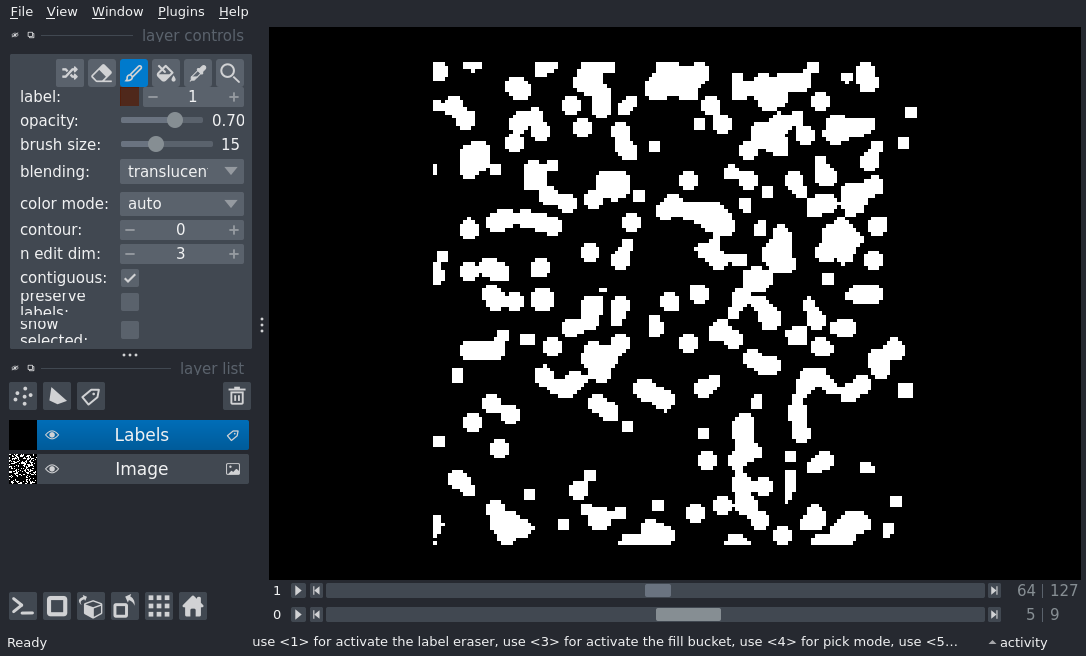 File View Window Plugins Help
layer controls
label: 1
opacity: 0.70
brush size: 15
blending: translucen
color mode: auto
contour: 0
n edit dim: 3
contiguous:
preserve
labels:
show
selected:
layer list
Labels
Image
1 64 | 127
0 5 | 9
Ready use <1> for activate the label eraser, use <3> for activate the fill bucket, use <4> for pick mode, use <5... activity